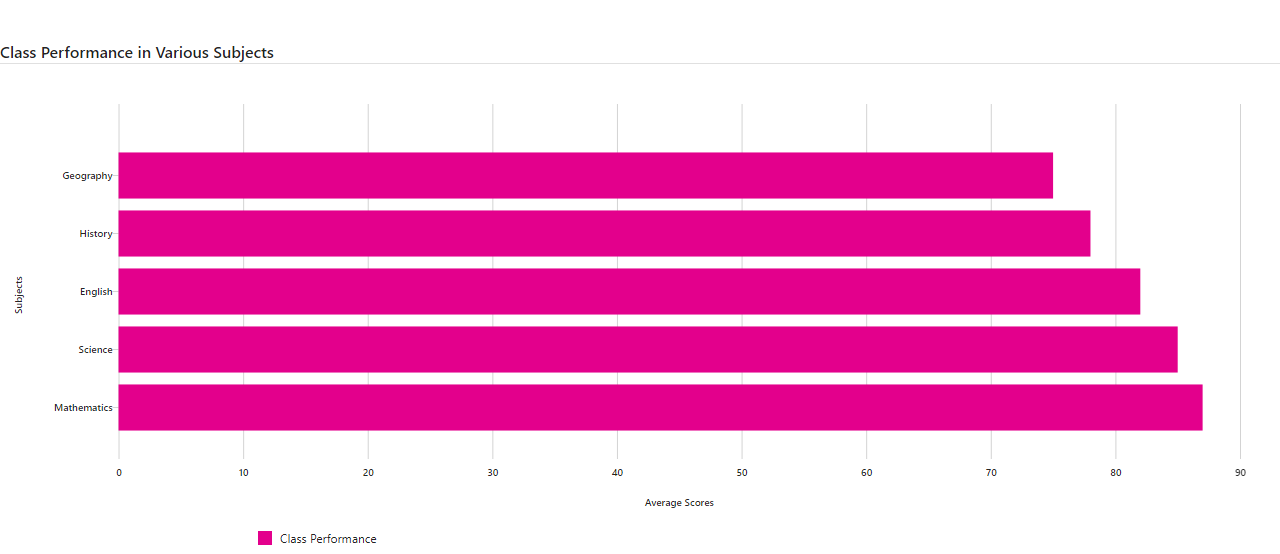 Class Performance in Various Subjects
Geography
History
English
Science
Mathematics
Subjects
0 10 20 30 40 50 60 70 80 90
Average Scores
Class Performance